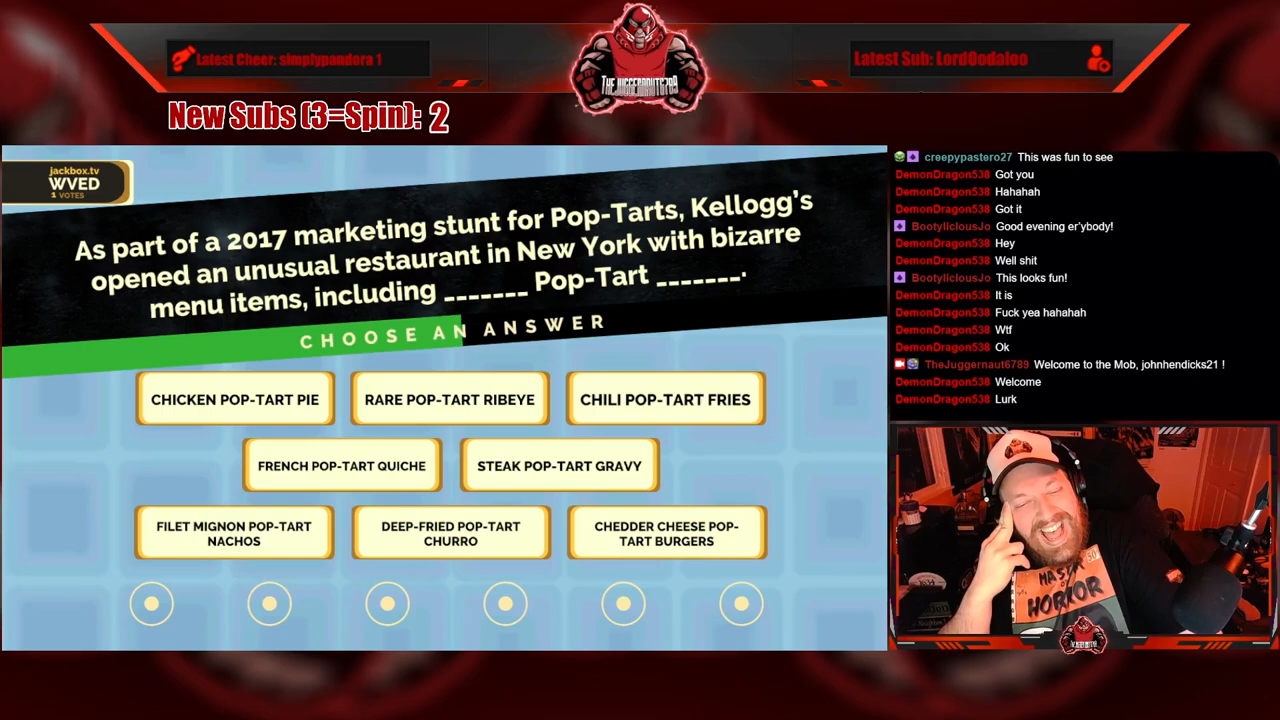 Latest Cheer: simplypandora 1
THEJUGGERNAUT6789
Latest Sub: LordOodaloo
New Subs (3=Spin): 2
jackbox.tv
WVED
1 VOTES
As part of a 2017 marketing stunt for Pop-Tarts, Kellogg's
opened an unusual restaurant in New York with bizarre
menu items, including _______ Pop-Tart _______.
CHOOSE AN ANSWER
CHICKEN POP-TART PIE
RARE POP-TART RIBEYE
CHILI POP-TART FRIES
FRENCH POP-TART QUICHE
STEAK POP-TART GRAVY
FILET MIGNON POP-TART
NACHOS
DEEP-FRIED POP-TART
CHURRO
CHEDDER CHEESE POP-
TART BURGERS
creepypastero27 This was fun to see
DemonDragon538 Got you
DemonDragon538 Hahahah
DemonDragon538 Got it
BootyliciousJo Good evening er'ybody!
DemonDragon538 Hey
DemonDragon538 Well shit
BootyliciousJo This looks fun!
DemonDragon538 It is
DemonDragon538 Fuck yea hahahah
DemonDragon538 Wtf
DemonDragon538 Ok
TheJuggernaut6789 Welcome to the Mob, johnhendicks21 !
DemonDragon538 Welcome
DemonDragon538 Lurk
HORROR